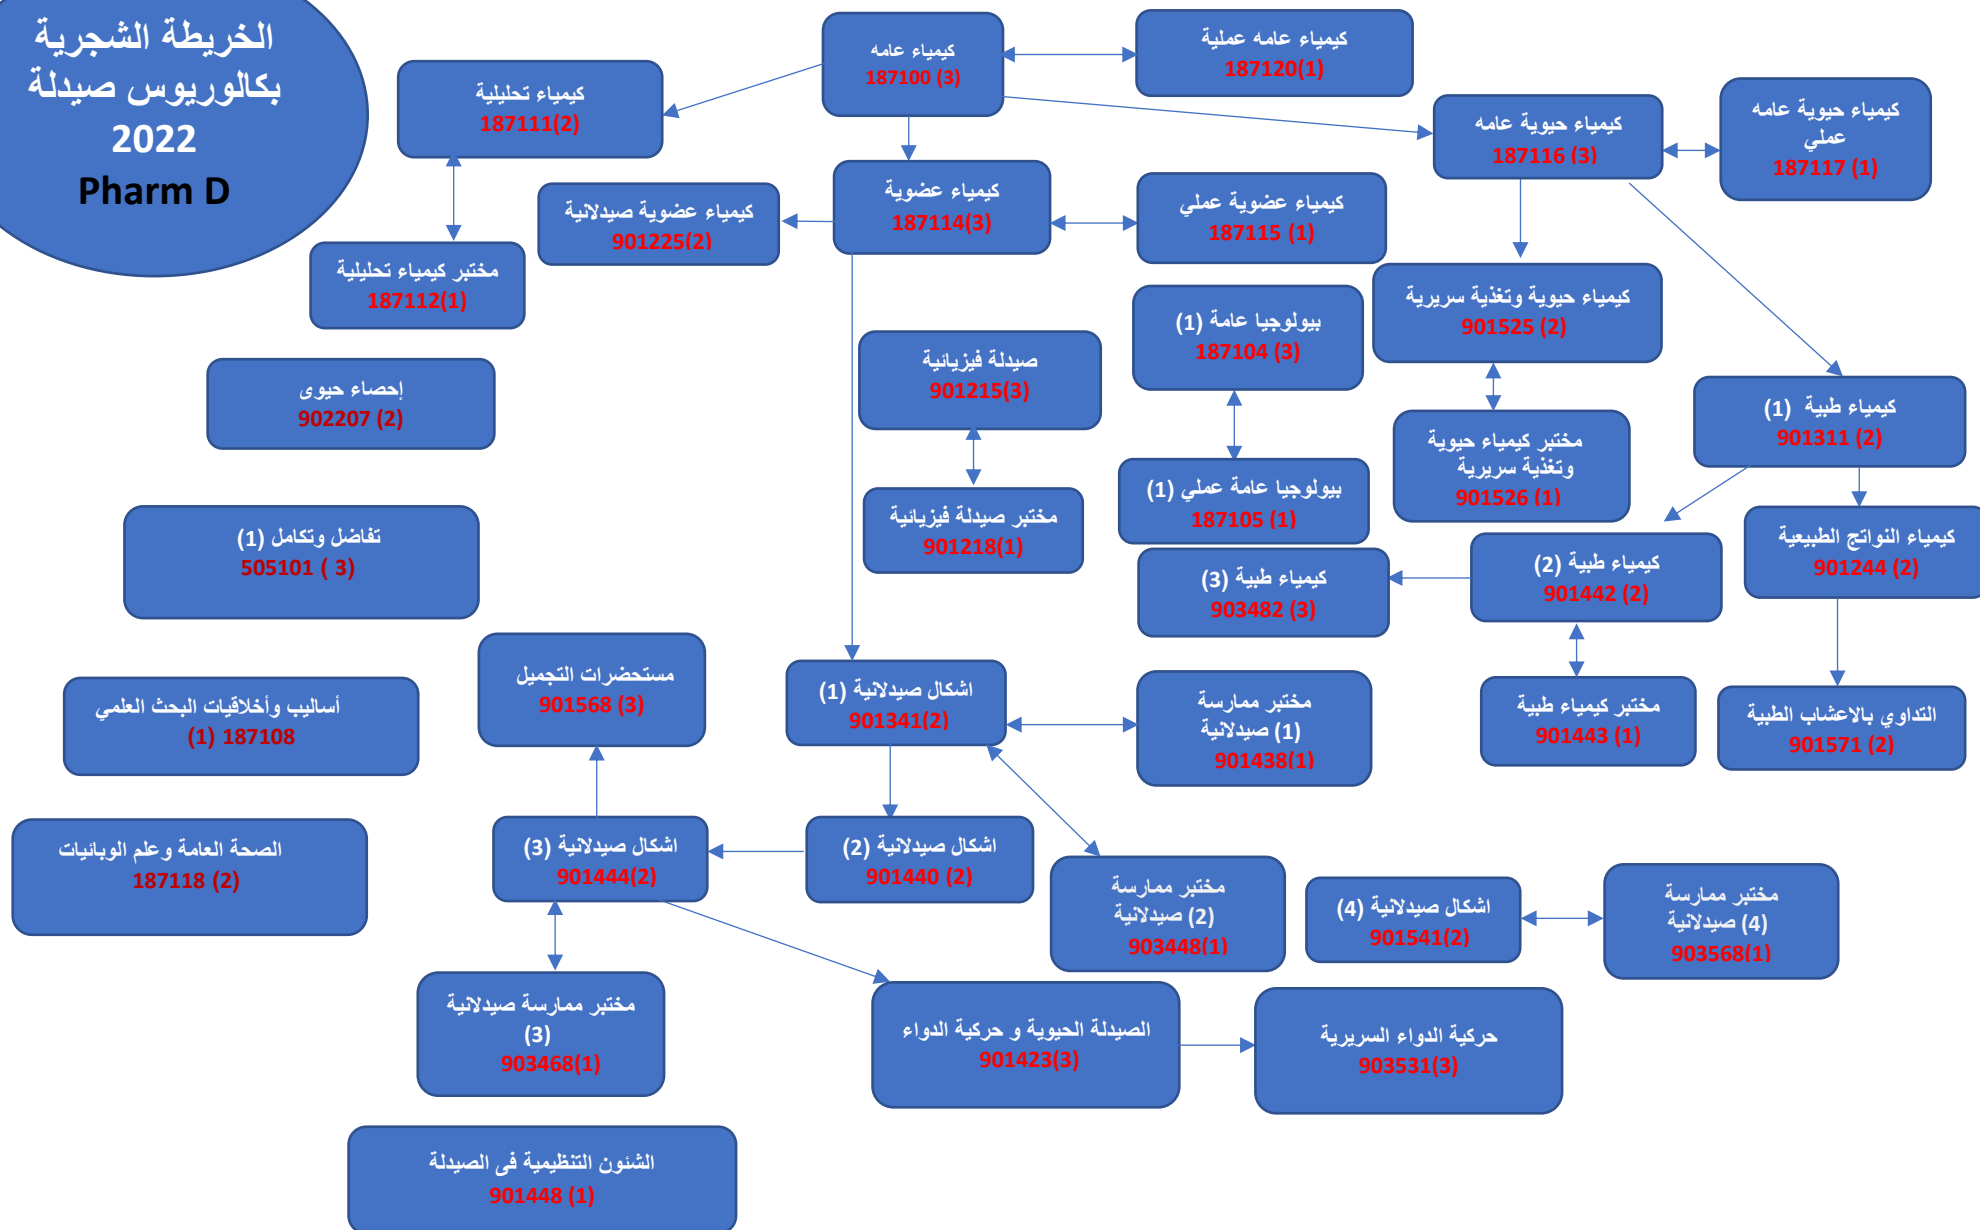 الخريطة الشجرية
بكالوريوس صيدلة
2022
Pharm D
كيمياء عامه
187100 (3)
كيمياء عامه عملية
187120(1)
كيمياء تحليلية
187111(2)
كيمياء حيوية عامه
187116 (3)
كيمياء حيوية عامه
عملي
187117 (1)
كيمياء عضوية صيدلانية
901225(2)
كيمياء عضوية
187114(3)
كيمياء عضوية عملي
187115 (1)
مختبر كيمياء تحليلية
187112(1)
بيولوجيا عامة (1)
187104 (3)
كيمياء حيوية وتغذية سريرية
901525 (2)
إحصاء حيوى
902207 (2)
صيدلة فيزيائية
901215(3)
كيمياء طبية (1)
901311 (2)
مختبر كيمياء حيوية
وتغذية سريرية
901526 (1)
بيولوجيا عامة عملي (1)
187105 (1)
مختبر صيدلة فيزيائية
901218(1)
تفاضل وتكامل (1)
505101 ( 3)
كيمياء طبية (3)
903482 (3)
كيمياء طبية (2)
901442 (2)
كيمياء النواتج الطبيعية
901244 (2)
مستحضرات التجميل
901568 (3)
اشكال صيدلانية (1)
901341(2)
مختبر ممارسة
صيدلانية (1)
901438(1)
مختبر كيمياء طبية
901443 (1)
التداوي بالاعشاب الطبية
901571 (2)
أساليب وأخلاقيات البحث العلمي
187108 (1)
الصحة العامة وعلم الوبائيات
187118 (2)
اشكال صيدلانية (3)
901444(2)
اشكال صيدلانية (2)
901440 (2)
مختبر ممارسة
صيدلانية (2)
903448(1)
اشكال صيدلانية (4)
901541(2)
مختبر ممارسة
صيدلانية (4)
903568(1)
مختبر ممارسة صيدلانية
(3)
903468(1)
الصيدلة الحيوية و حركية الدواء
901423(3)
حركية الدواء السريرية
903531(3)
الشئون التنظيمية فى الصيدلة
901448 (1)